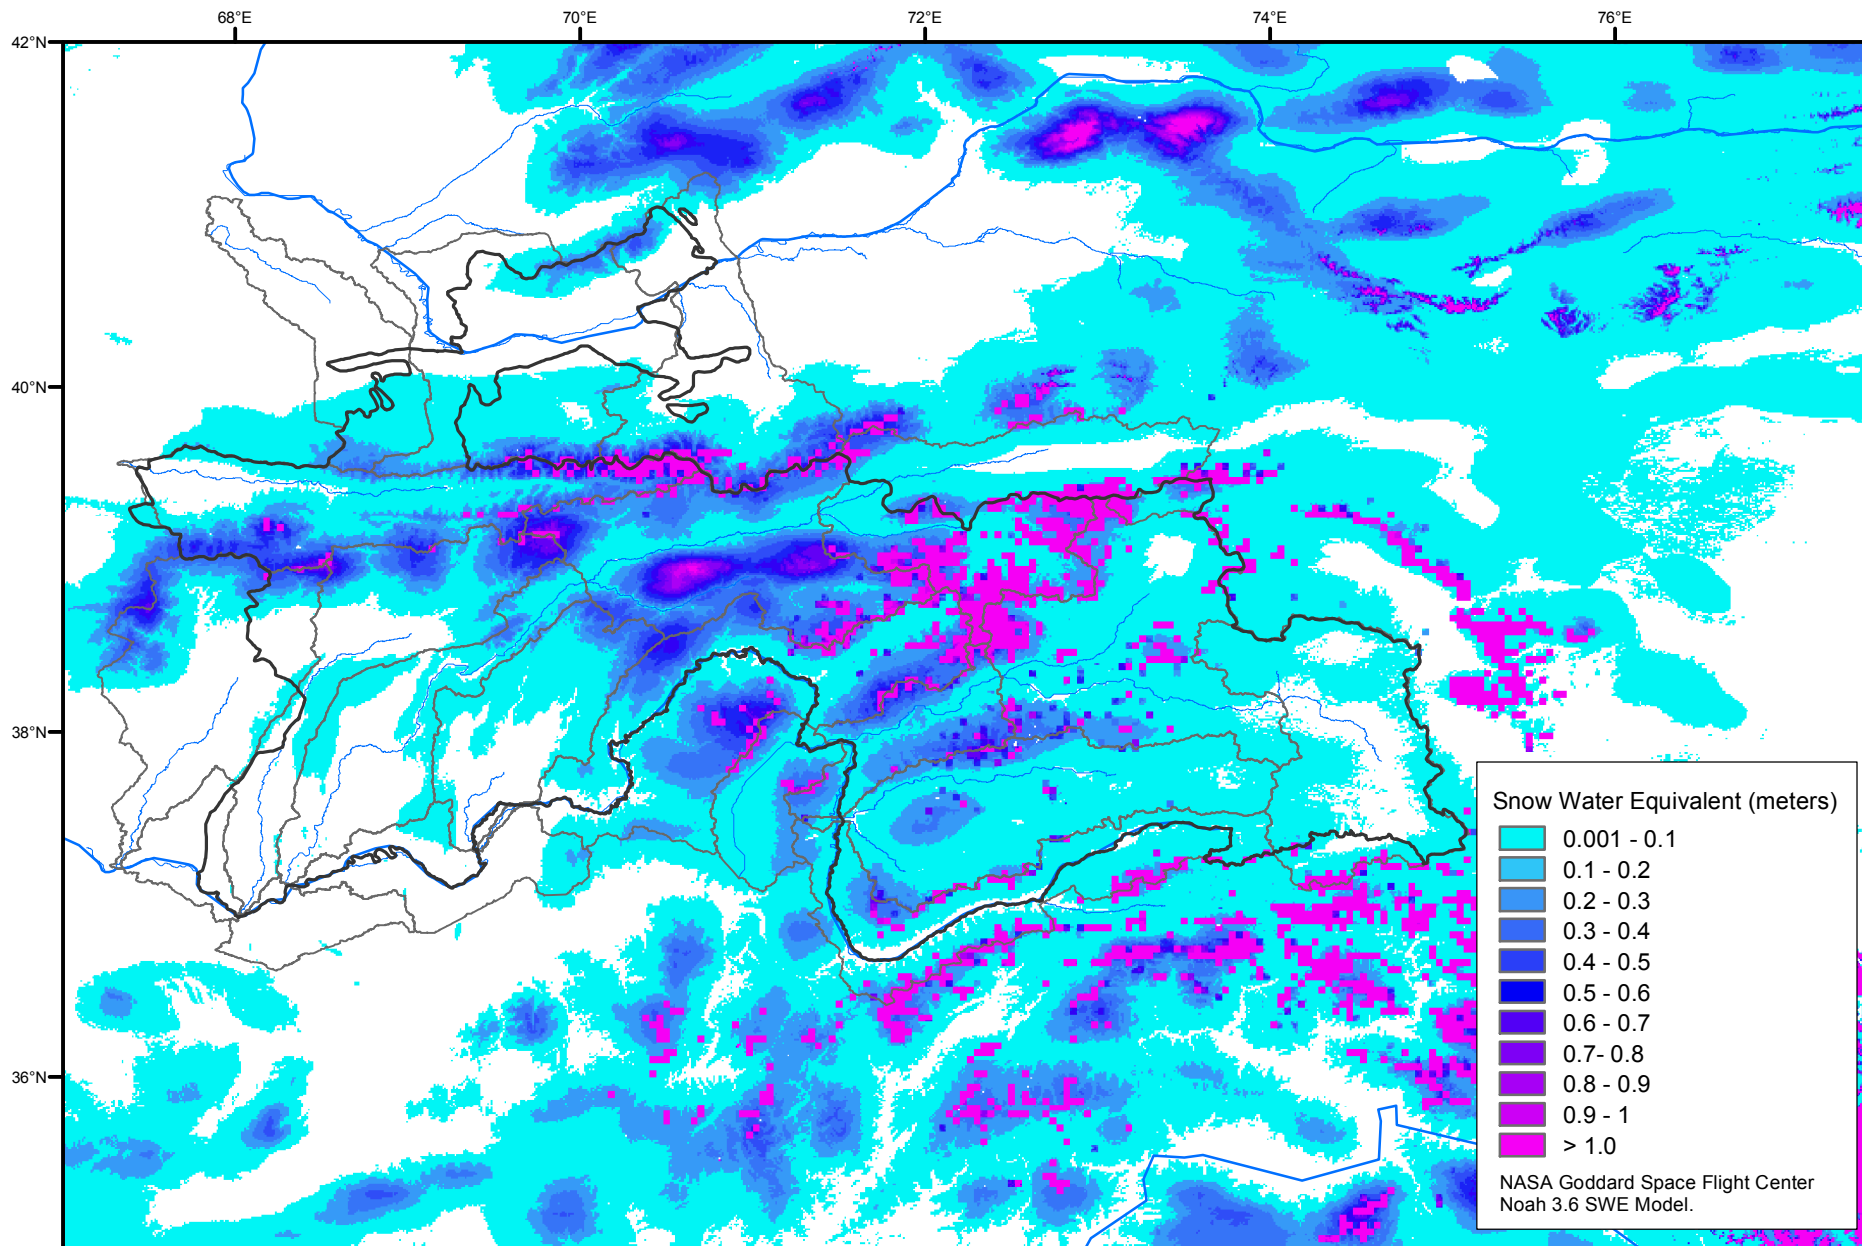 68°E 70°E 72°E 74°E 76°E
42°N
40°N
38°N
36°N
Snow Water Equivalent (meters)
0.001 - 0.1
0.1 - 0.2
0.2 - 0.3
0.3 - 0.4
0.4 - 0.5
0.5 - 0.6
0.6 - 0.7
0.7- 0.8
0.8 - 0.9
0.9 - 1
> 1.0
NASA Goddard Space Flight Center
Noah 3.6 SWE Model.